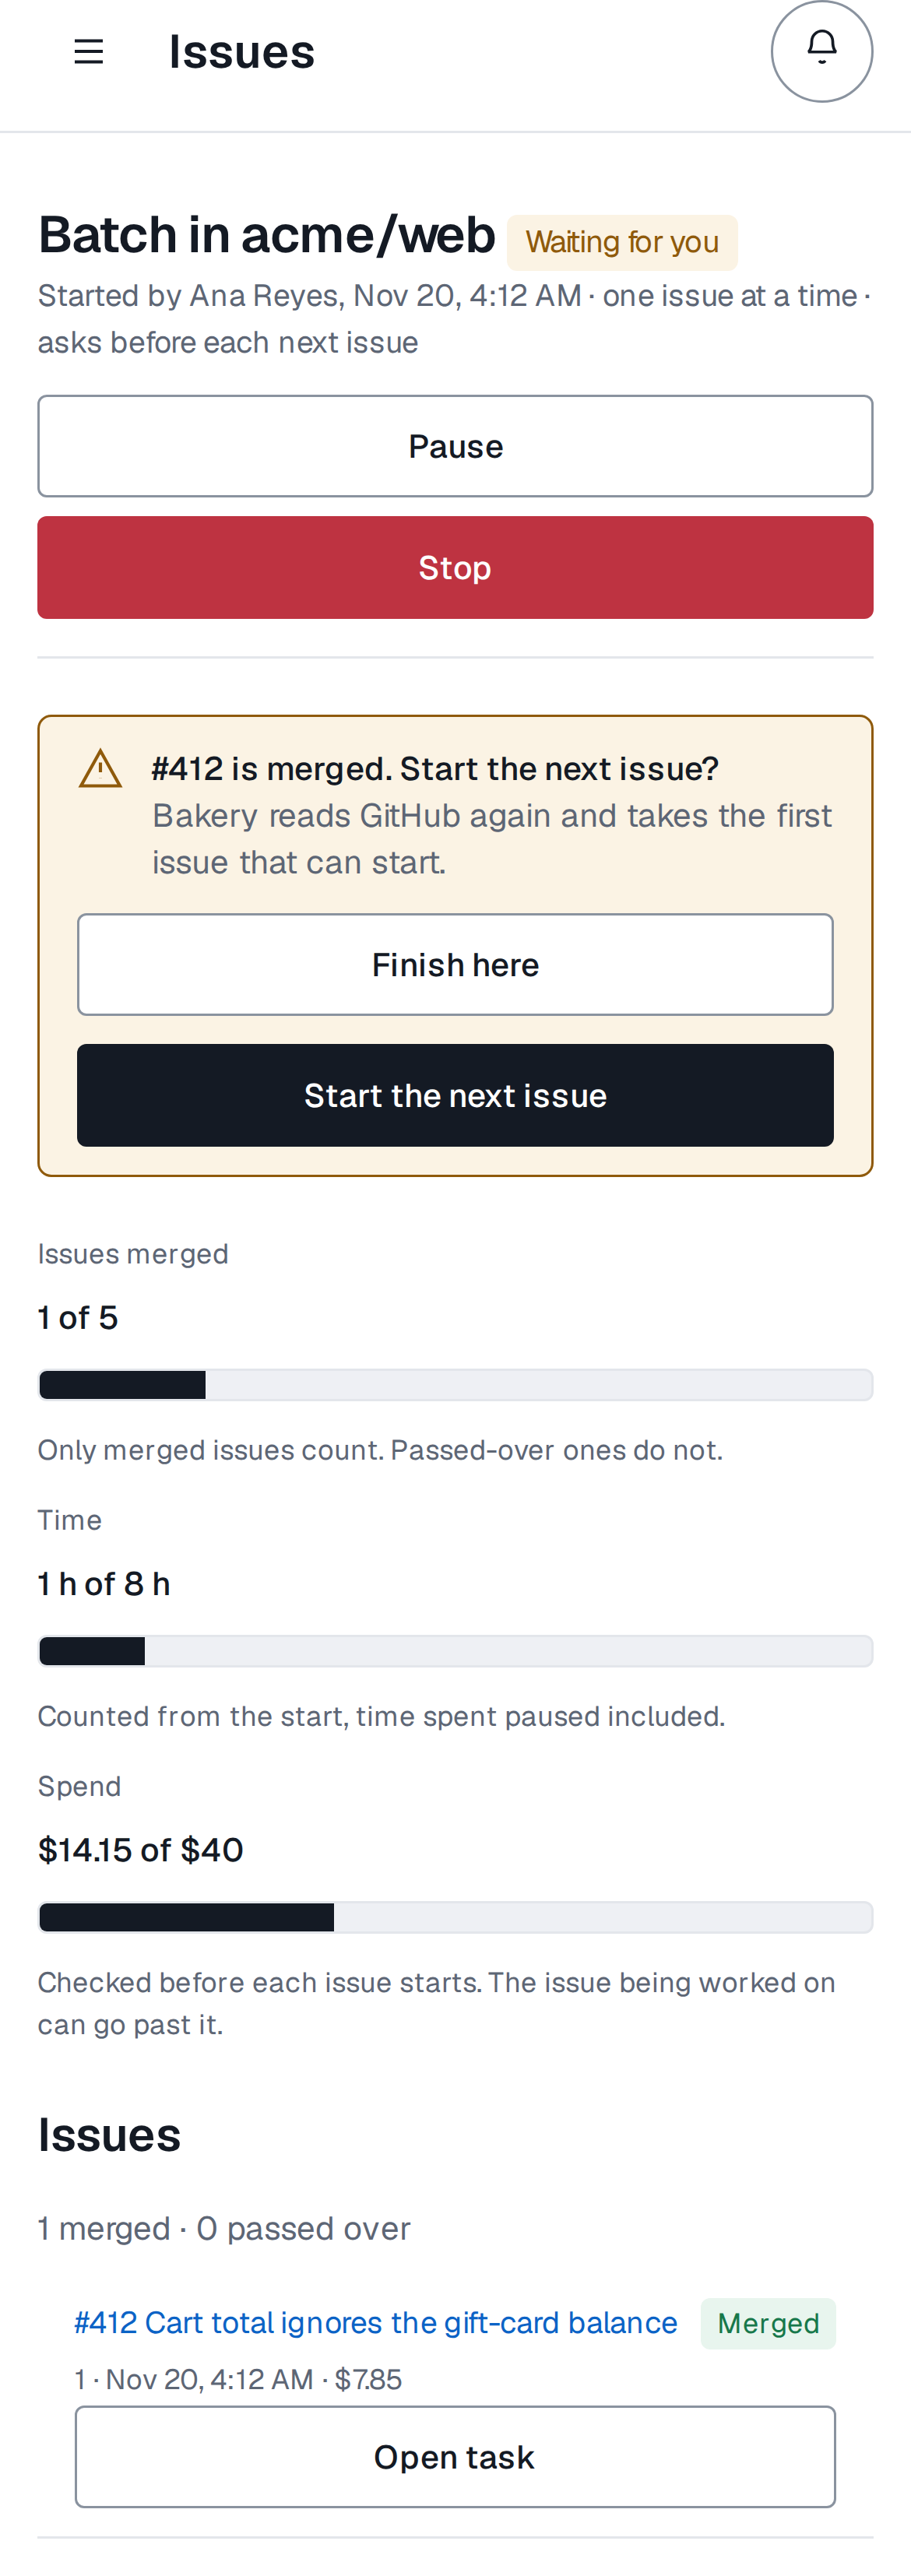 Issues
Batch in acme/web Waiting for you
Started by Ana Reyes, Nov 20, 4:12 AM · one issue at a time ·
asks before each next issue
Pause
Stop
#412 is merged. Start the next issue?
Bakery reads GitHub again and takes the first
issue that can start.
Finish here
Start the next issue
Issues merged
1 of 5
Only merged issues count. Passed-over ones do not.
Time
1 h of 8 h
Counted from the start, time spent paused included.
Spend
$14.15 of $40
Checked before each issue starts. The issue being worked on
can go past it.
Issues
1 merged · 0 passed over
#412 Cart total ignores the gift-card balance Merged
1 · Nov 20, 4:12 AM · $7.85
Open task